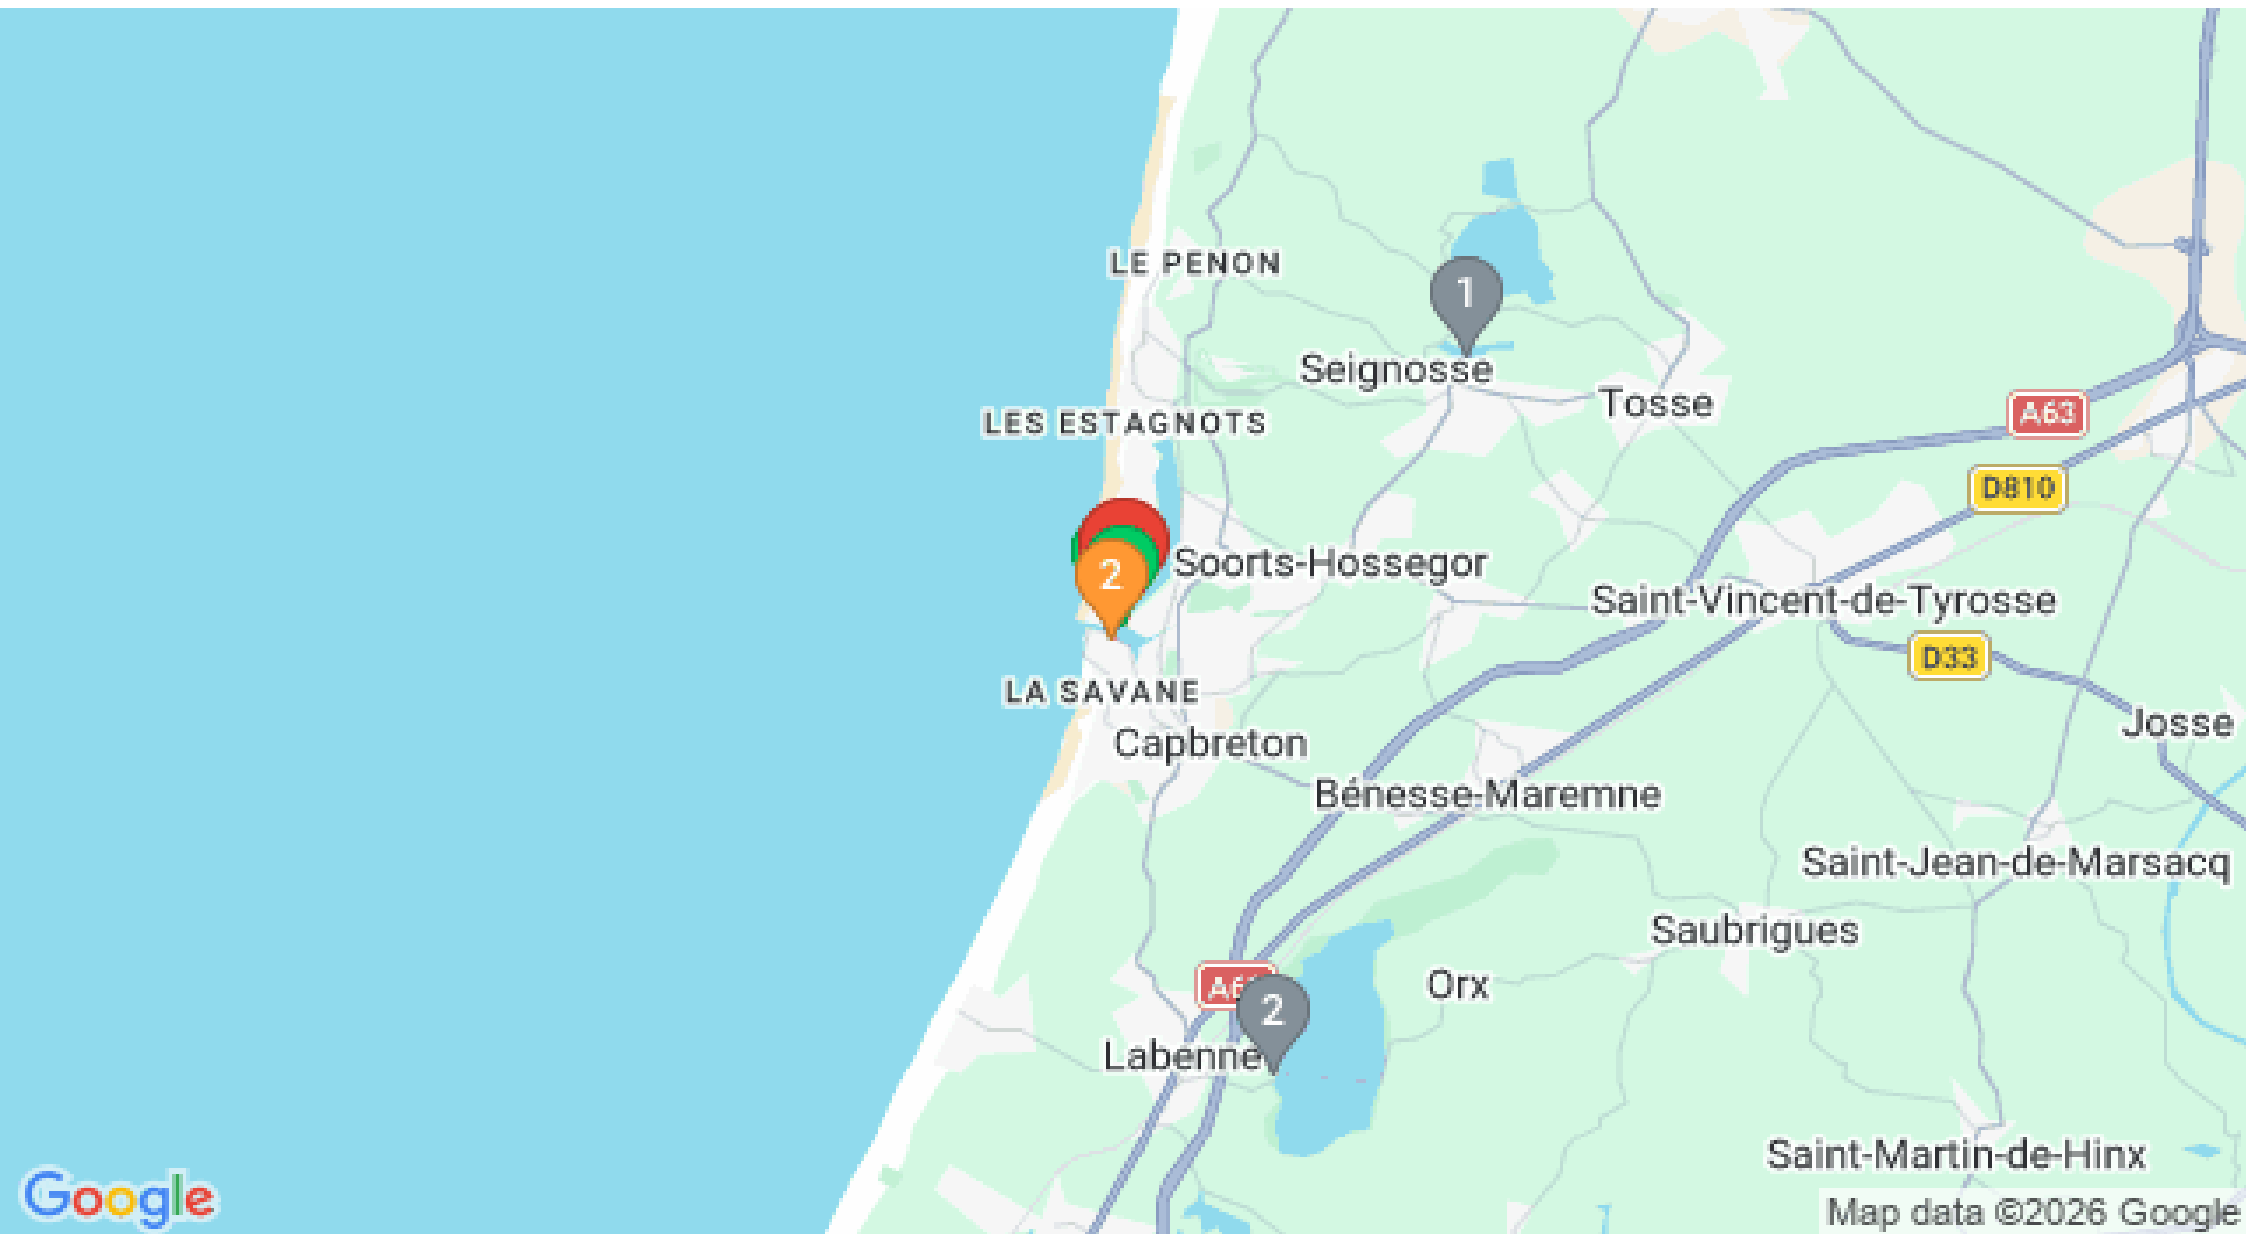 LE PENON
1
Seignosse
Tosse
A63
LES ESTAGNOTS
D810
2
Soorts-Hossegor
Saint-Vincent-de-Tyrosse
D33
LA SAVANE
Josse
Capbreton
Bénesse-Maremne
Saint-Jean-de-Marsacq
Saubrigues
Orx
2
Labenne
Saint-Martin-de-Hinx
Google
Map data ©2026 Google